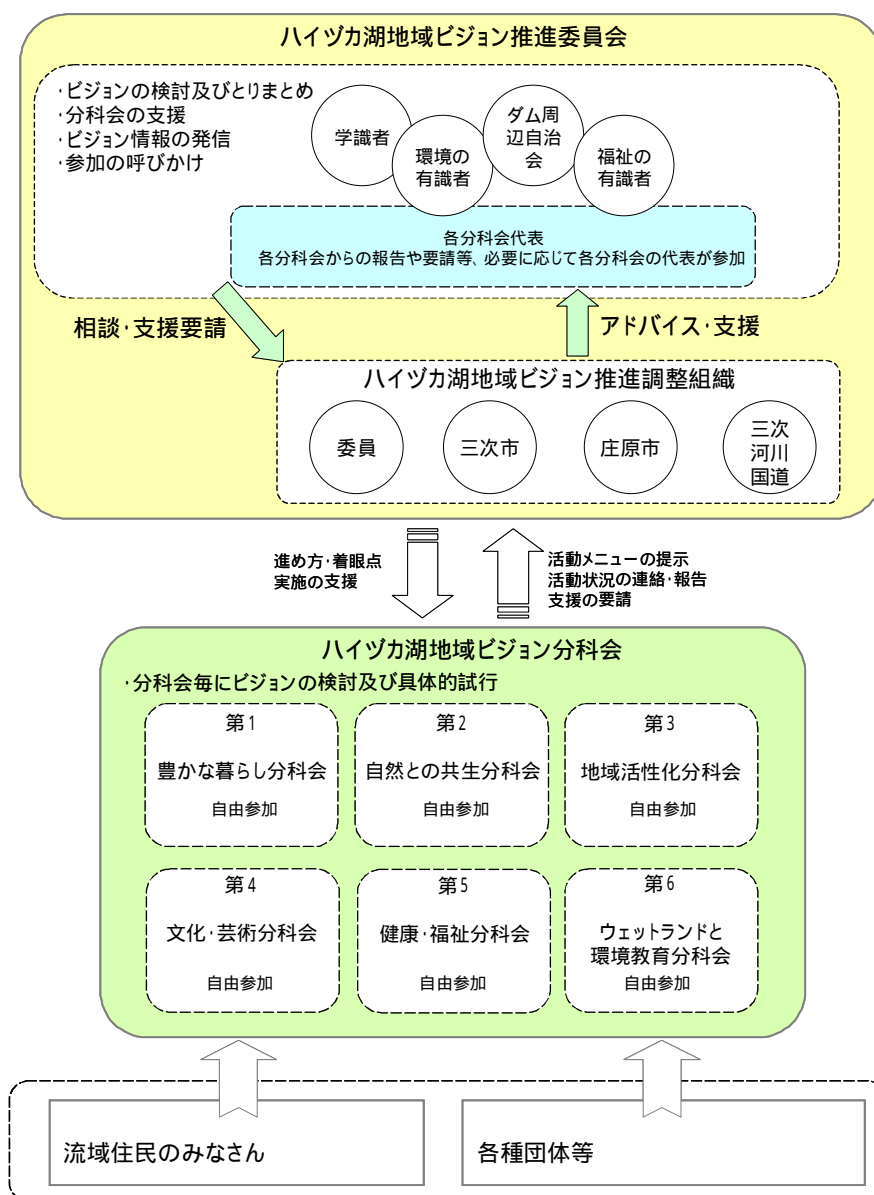 ハイヅカ湖地域ビジョン推進委員会
・ビジョンの検討及びとりまとめ
・分科会の支援
・ビジョン情報の発信
・参加の呼びかけ
学識者
環境の
有識者
ダム周
辺自治
会
福祉の
有識者
各分科会代表
各分科会からの報告や要請等、必要に応じて各分科会の代表が参加
相談・支援要請
アドバイス・支援
ハイヅカ湖地域ビジョン推進調整組織
委員
三次市
庄原市
三次
河川
国道
進め方・着眼点
実施の支援
活動メニューの提示
活動状況の連絡・報告
支援の要請
ハイヅカ湖地域ビジョン分科会
・分科会毎にビジョンの検討及び具体的試行
第1
豊かな暮らし分科会
自由参加
第2
自然との共生分科会
自由参加
第3
地域活性化分科会
自由参加
第4
文化・芸術分科会
自由参加
第5
健康・福祉分科会
自由参加
第6
ウェットランドと
環境教育分科会
自由参加
流域住民のみなさん
各種団体等